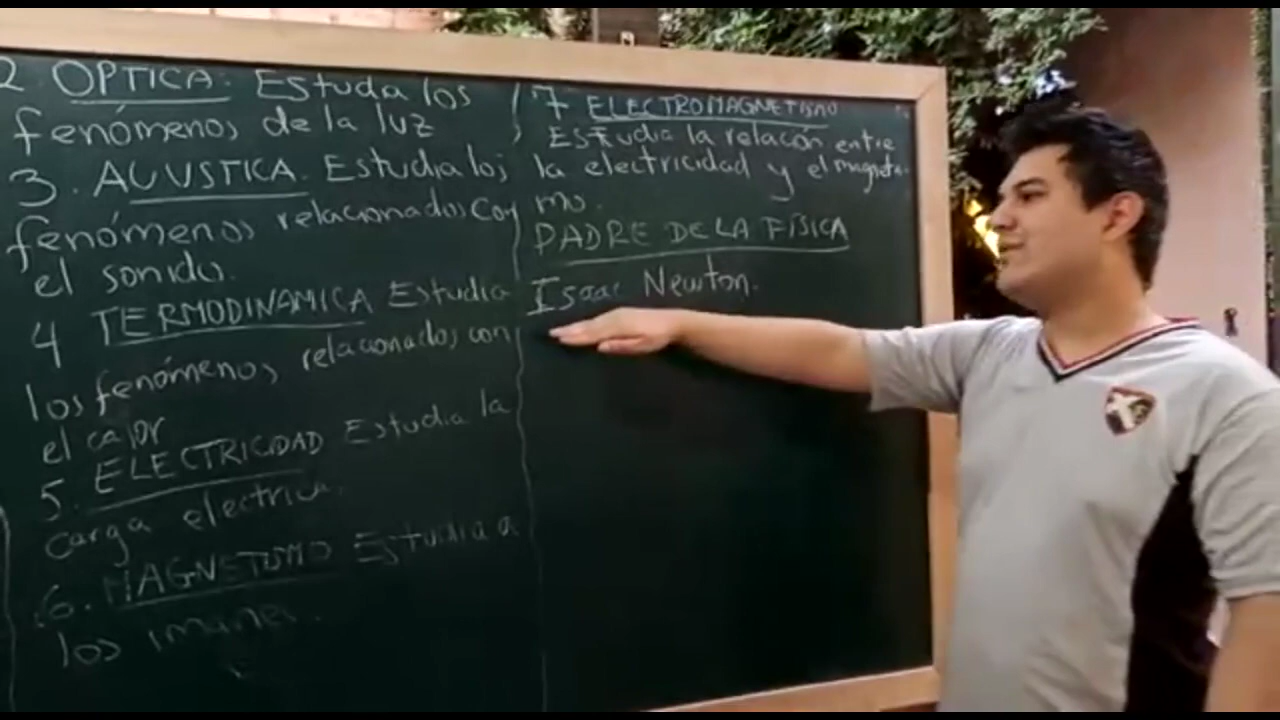 2. OPTICA: Estudia los
fenómenos de la luz
3. ACUSTICA. Estudia los
fenómenos relacionados con
el sonido.
4 TERMODINAMICA Estudia
los fenómenos relacionados con
el calor
5. ELECTRICIDAD Estudia la
carga electrica.
6. MAGNETISMO Estudia a
los imanes.
7 ELECTROMAGNETISMO
Estudia la relación entre
la electricidad y el magnetis-
mo.
PADRE DE LA FÍSICA
Isaac Newton.